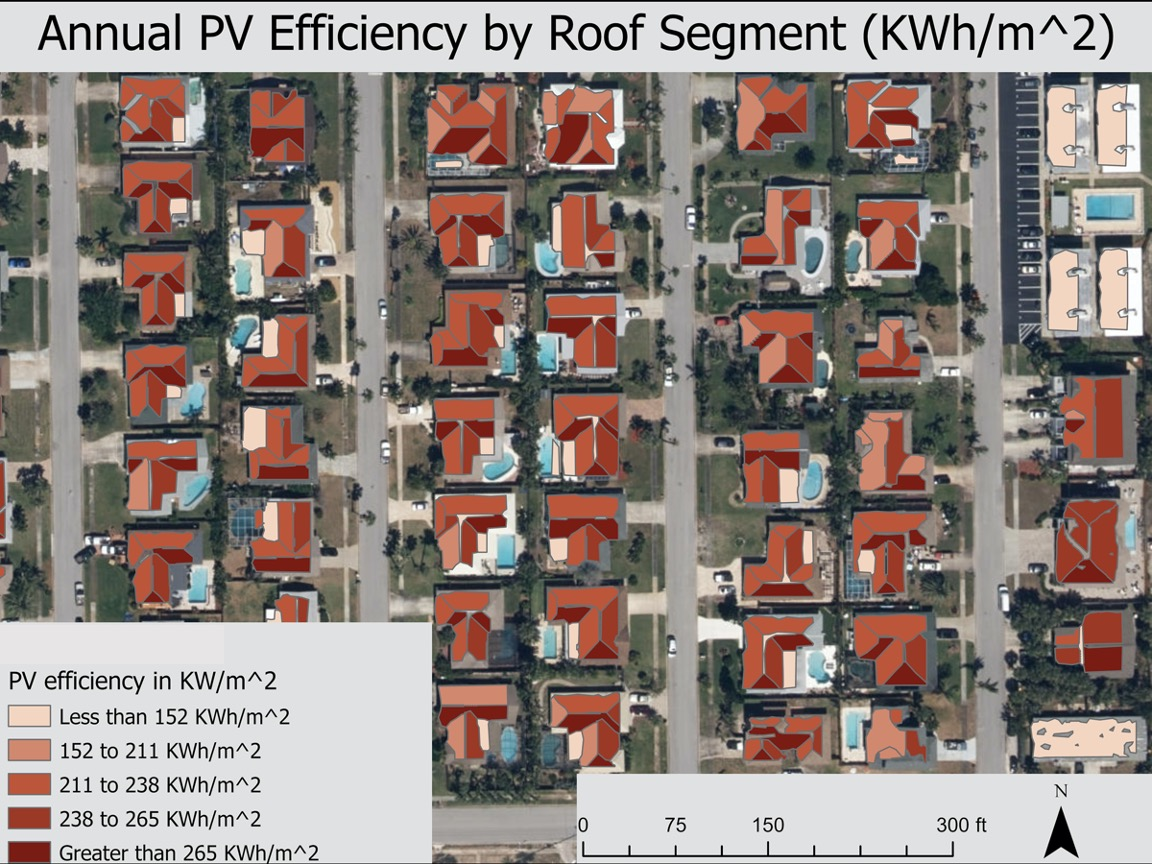 Annual PV Efficiency by Roof Segment (KWh/m^2)
PV efficiency in KW/m^2
Less than 152 KWh/m^2
152 to 211 KWh/m^2
211 to 238 KWh/m^2
238 to 265 KWh/m^2
Greater than 265 KWh/m^2
0 75 150 300 ft
N